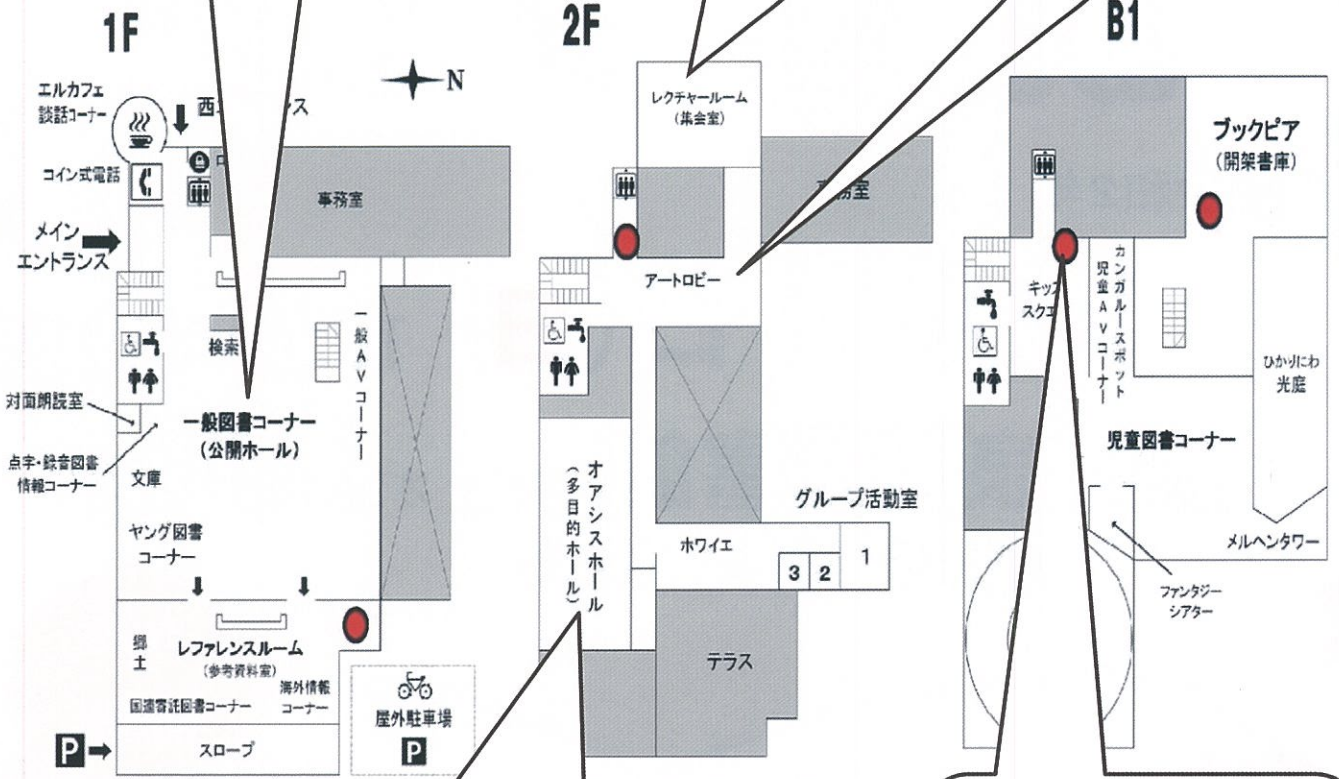 1F
エルカフェ
談話コーナー
西
ス
コイン式電話
メイン
エントランス
事務室
検索
一般AVコーナー
対面朗読室
一般図書コーナー
(公開ホール)
点字・録音図書
情報コーナー
文庫
ヤング図書
コーナー
郷土
レファレンスルーム
(参考資料室)
海外情報
コーナー
国連寄託図書コーナー
スロープ
P
屋外駐車場
P
N
2F
レクチャールーム
(集会室)
務室
アートロビー
オアシスホール
(多目的ホール)
グループ活動室
ホワイエ
3
2
1
テラス
B1
ブックピア
(開架書庫)
キッズ
スクエ
カンガルースポット
児童AVコーナー
ひかりにわ
光庭
児童図書コーナー
メルヘンタワー
ファンタジー
シアター